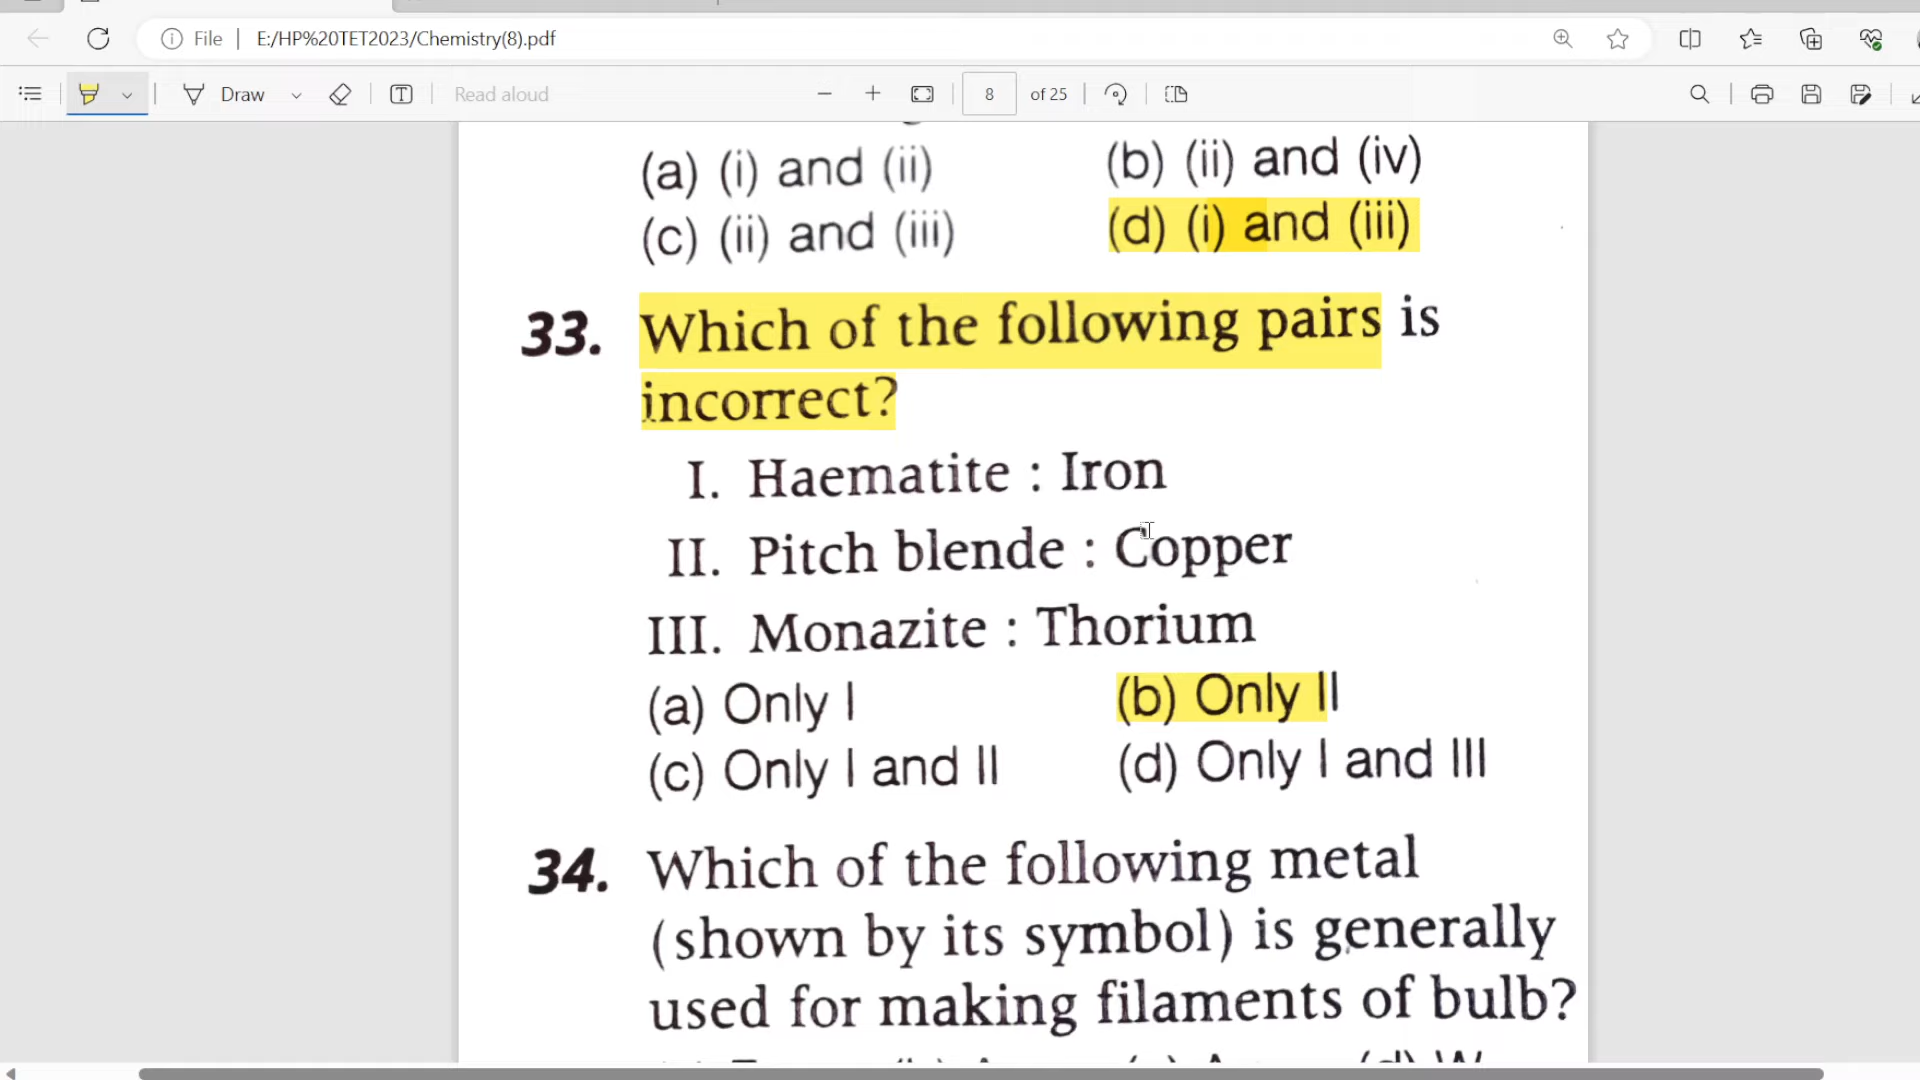 File E:/HP%20TET2023/Chemistry(8).pdf
Draw Read aloud 8 of 25
(a) (i) and (ii) (b) (ii) and (iv)
(c) (ii) and (iii) (d) (i) and (iii)
33. Which of the following pairs is
incorrect?
I. Haematite : Iron
II. Pitch blende : Copper
III. Monazite : Thorium
(a) Only I (b) Only II
(c) Only I and II (d) Only I and III
34. Which of the following metal
(shown by its symbol) is generally
used for making filaments of bulb?